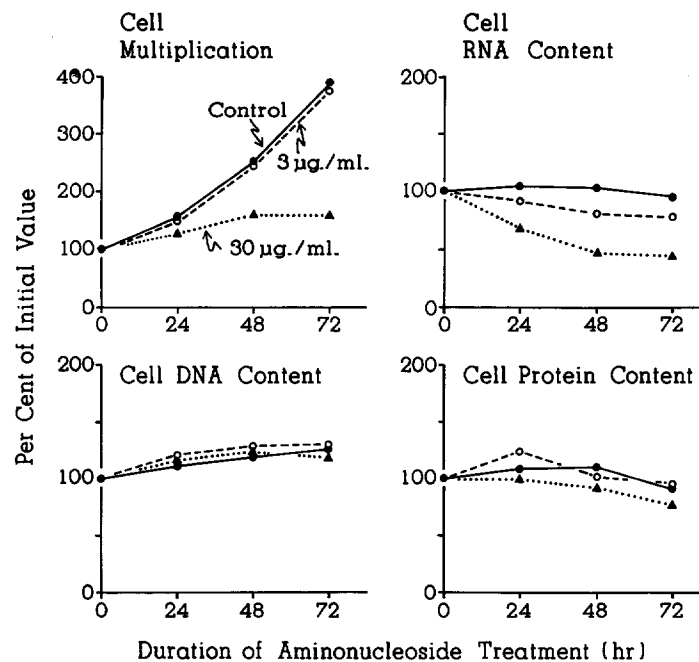 Cell
Multiplication
400
300
200
100
0
0 24 48 72
Control
3 µg./ml.
30 µg./ml.
Cell
RNA Content
200
100
0
0 24 48 72
Cell DNA Content
200
100
0
0 24 48 72
Cell Protein Content
200
100
0
0 24 48 72
Per Cent of Initial Value
Duration of Aminonucleoside Treatment (hr)